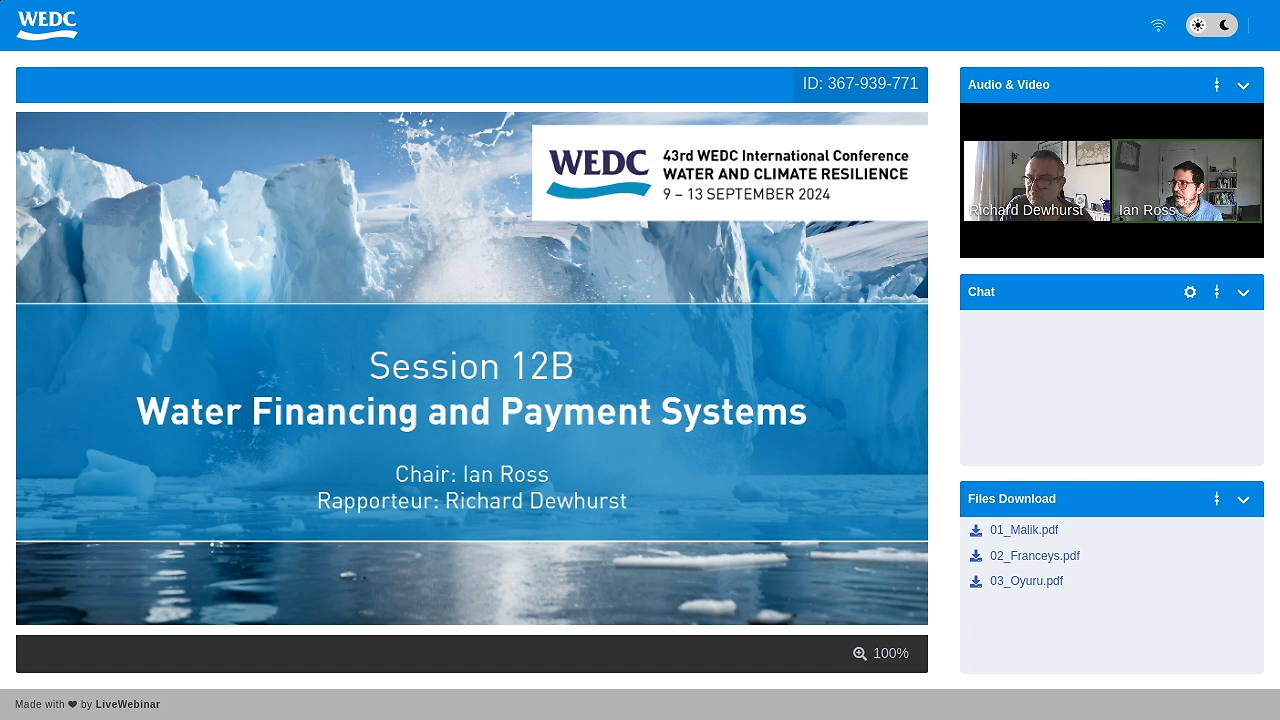 WEDC
ID: 367-939-771
WEDC
43rd WEDC International Conference
WATER AND CLIMATE RESILIENCE
9 – 13 SEPTEMBER 2024
Session 12B
Water Financing and Payment Systems
Chair: Ian Ross
Rapporteur: Richard Dewhurst
100%
Audio & Video
Richard Dewhurst
Ian Ross
Chat
Files Download
01_Malik.pdf
02_Franceys.pdf
03_Oyuru.pdf
Made with ❤ by LiveWebinar